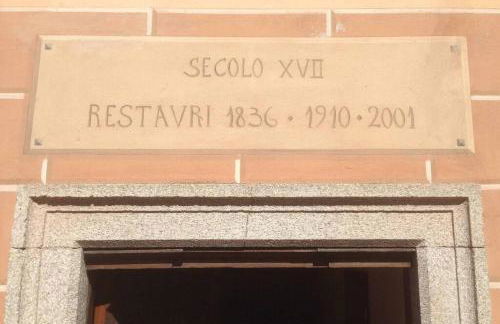 SECOLO XVII
RESTAVRI 1836 • 1910 • 2001